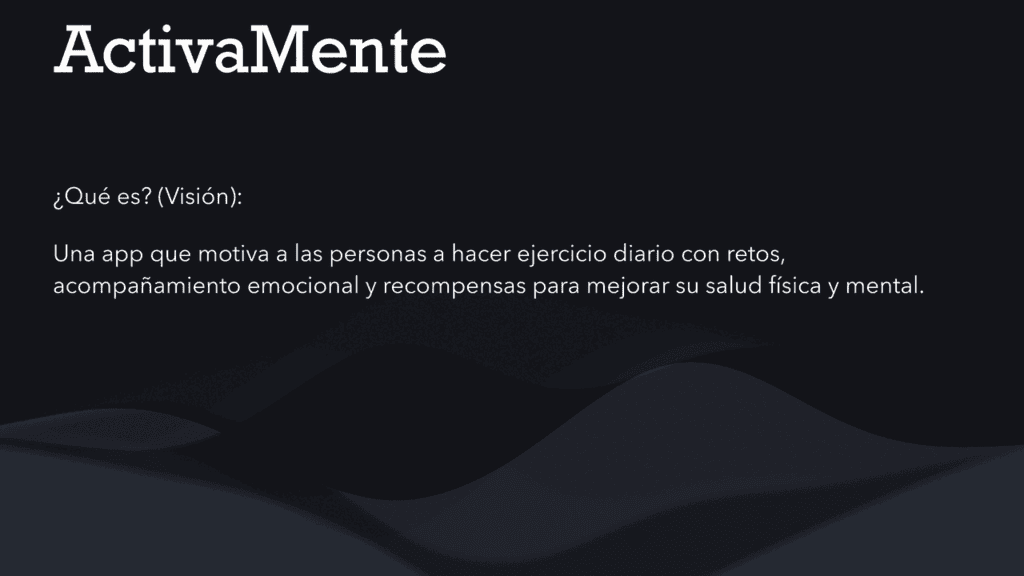 ActivaMente
¿Qué es? (Visión):
Una app que motiva a las personas a hacer ejercicio diario con retos,
acompañamiento emocional y recompensas para mejorar su salud física y mental.